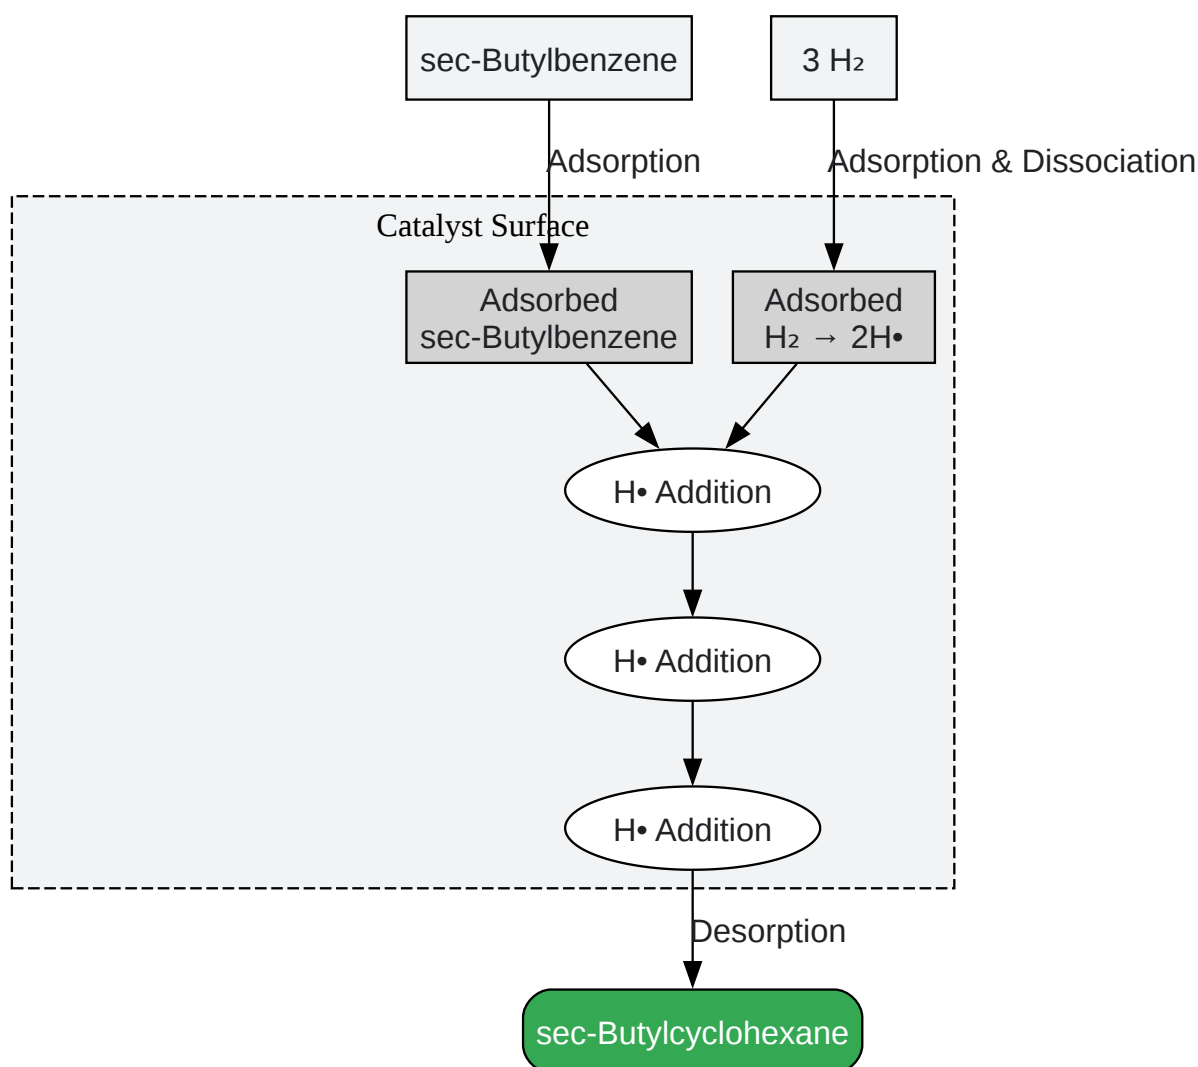 sec-Butylbenzene
3 H₂
Adsorption
Adsorption & Dissociation
Catalyst Surface
Adsorbed
sec-Butylbenzene
Adsorbed
H₂ → 2H•
H• Addition
H• Addition
H• Addition
Desorption
sec-Butylcyclohexane